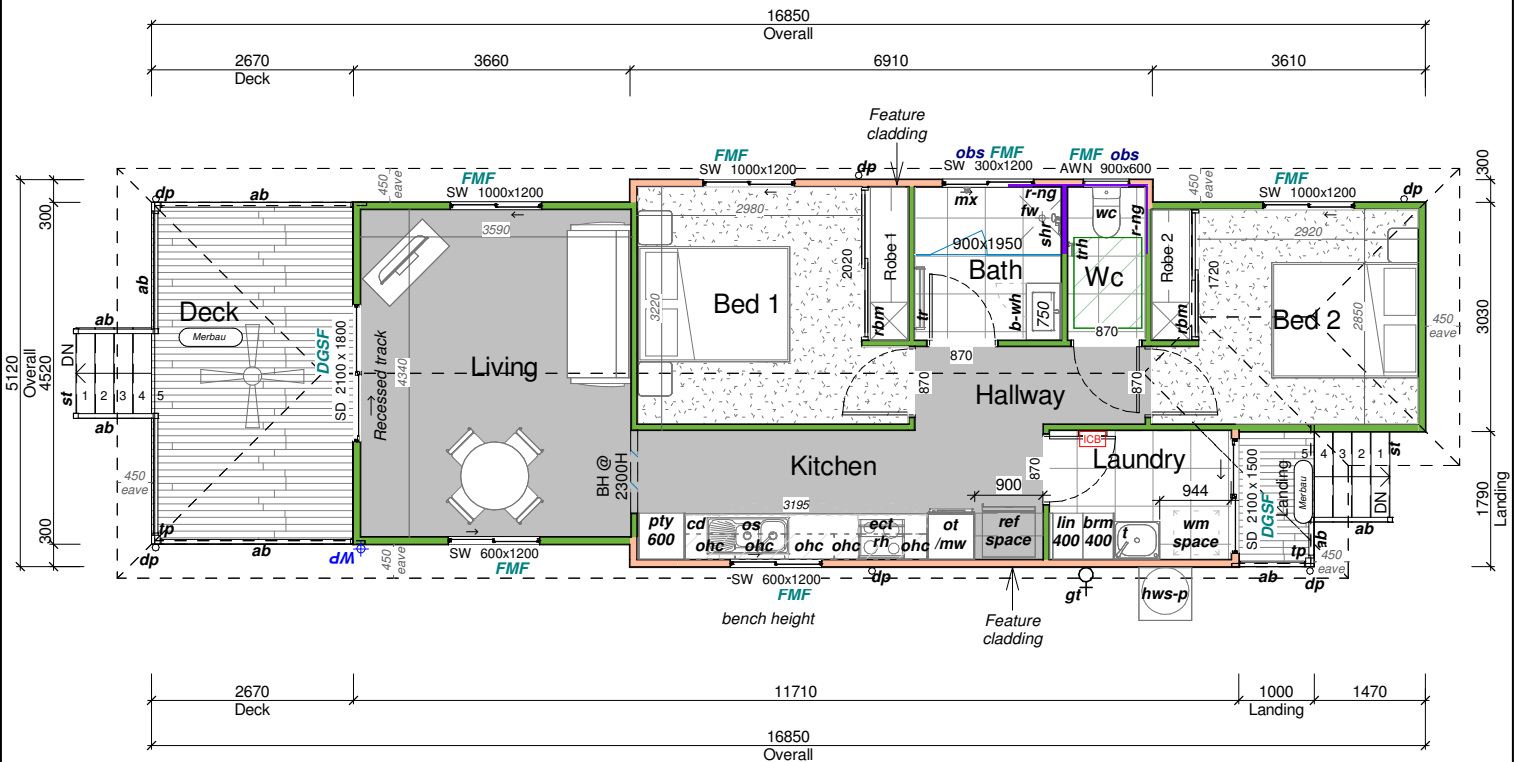 16850
Overall
2670
Deck
3660
6910
3610
Feature
cladding
FMF
SW 1000x1200
FMF
SW 1000x1200
dp
obs FMF
SW 300x1200
FMF obs
AWN 900x600
FMF
SW 1000x1200
dp
300
5120
Overall
4520
300
300
dp
ab
450
eave
450
eave
2980
mx
r-ng
fw
shr
wc
r-ng
trh
3590
2920
900x1950
2020
Robe 1
Bath
Wc
Robe 2
1720
3030
ab
Deck
Merbau
ab
DN
st
1 2 3 4 5
ab
DGSF
SD 2100 x 1800
Recessed track
4340
Living
3220
Bed 1
rbm
tr
b-wh
750
870
rbm
Bed 2
2850
450
eave
870
870
Hallway
870
BH @
2300H
Kitchen
870
ICB
Laundry
SD 2100 x 1500
DGSF
Landing
Merbau
5 4 3 2 1
st
DN
ab
1790
Landing
450
eave
3195
900
944
pty
600
cd
os
ect
rh
ot
/mw
ref
space
lin
400
brm
400
t
wm
space
ohc ohc ohc ohc ohc
tp
dp
ab
WP
450
eave
SW 600x1200
FMF
SW 600x1200
FMF
dp
gt
hws-p
tp
ab
ab
dp
450
eave
bench height
Feature
cladding
2670
Deck
11710
1000
Landing
1470
16850
Overall